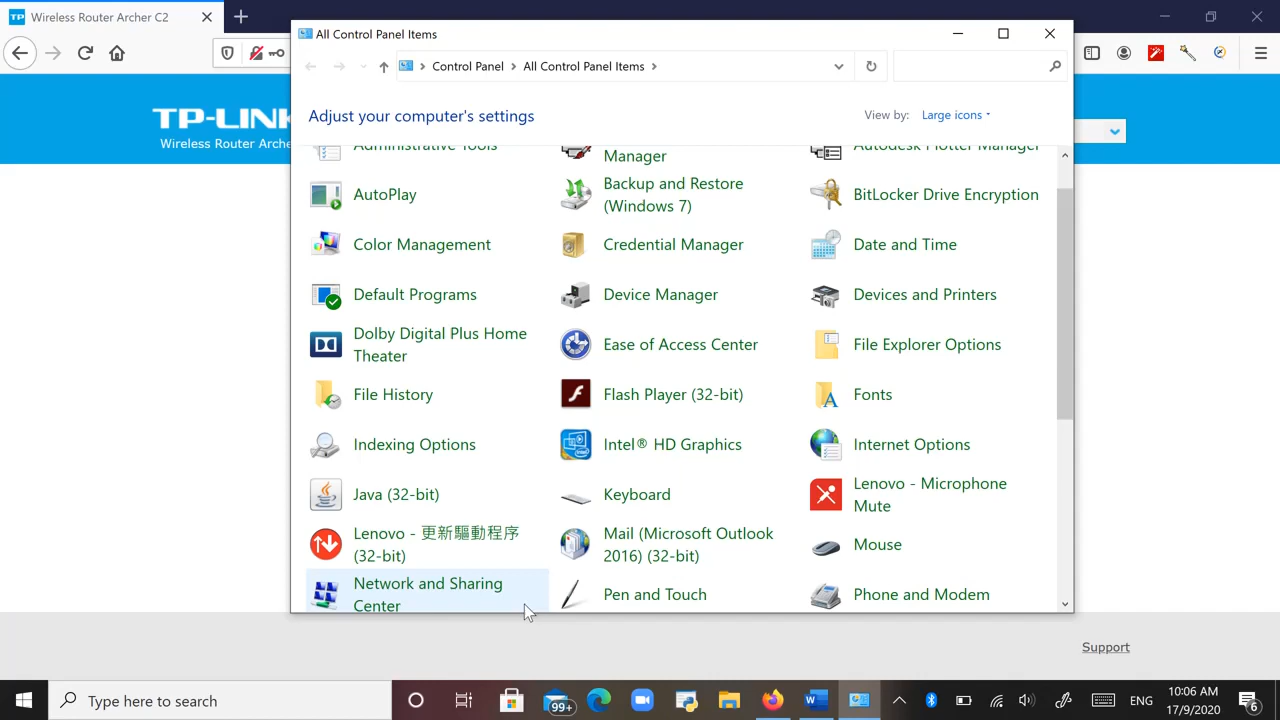 Wireless Router Archer C2
All Control Panel Items
Control Panel > All Control Panel Items >
Adjust your computer's settings
View by: Large icons
TP-LINK
Wireless Router Arche
Administrative Tools
Manager
Autodesk Plotter Manager
AutoPlay
Backup and Restore
(Windows 7)
BitLocker Drive Encryption
Color Management
Credential Manager
Date and Time
Default Programs
Device Manager
Devices and Printers
Dolby Digital Plus Home
Theater
Ease of Access Center
File Explorer Options
File History
Flash Player (32-bit)
Fonts
Indexing Options
Intel® HD Graphics
Internet Options
Java (32-bit)
Keyboard
Lenovo - Microphone
Mute
Lenovo - 更新驅動程序
(32-bit)
Mail (Microsoft Outlook
2016) (32-bit)
Mouse
Network and Sharing
Center
Pen and Touch
Phone and Modem
Support
Type here to search
99+
ENG
10:06 AM
17/9/2020
6